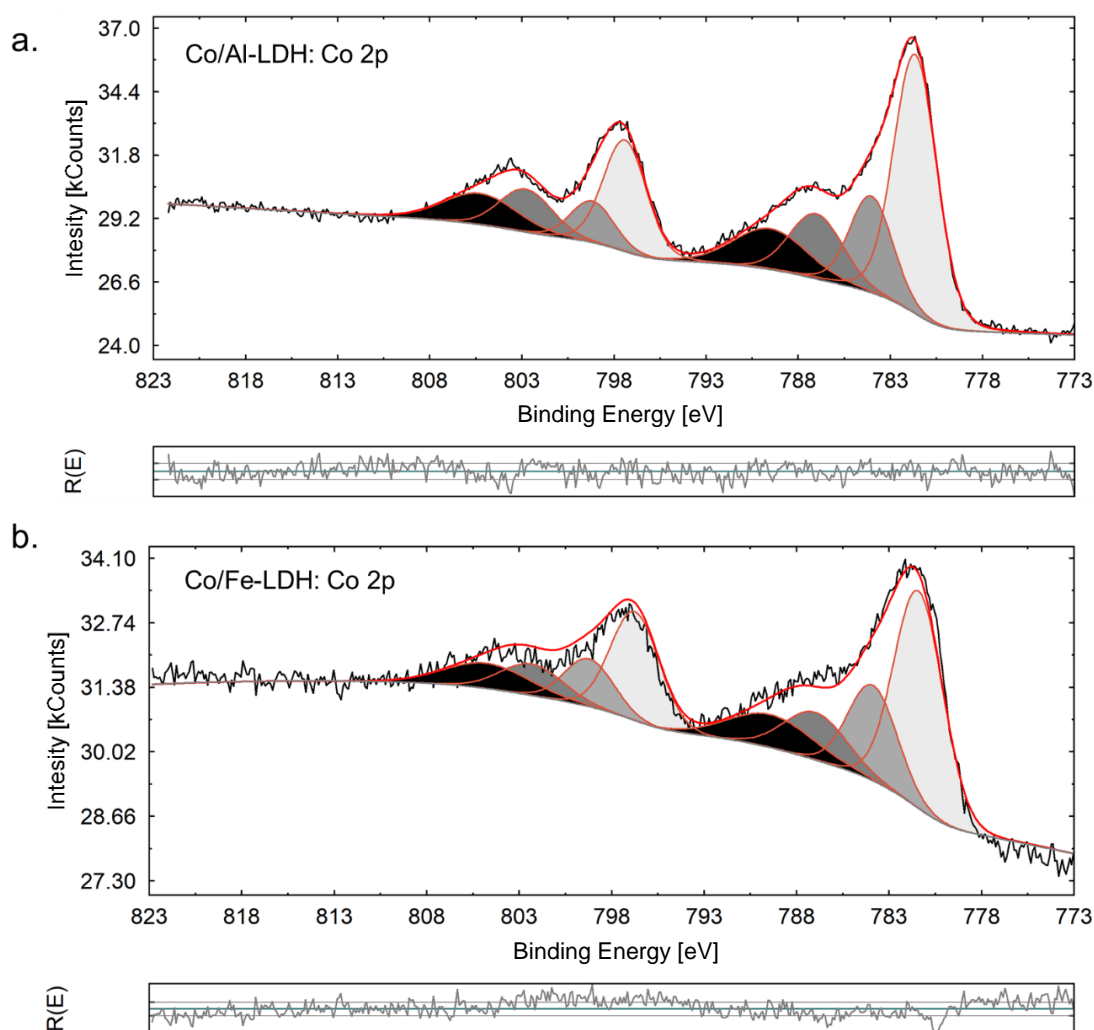 a.
Co/Al-LDH: Co 2p
Intesity [kCounts]
37.0
34.4
31.8
29.2
26.6
24.0
823 818 813 808 803 798 793 788 783 778 773
Binding Energy [eV]
R(E)
b.
Co/Fe-LDH: Co 2p
Intesity [kCounts]
34.10
32.74
31.38
30.02
28.66
27.30
823 818 813 808 803 798 793 788 783 778 773
Binding Energy [eV]
R(E)